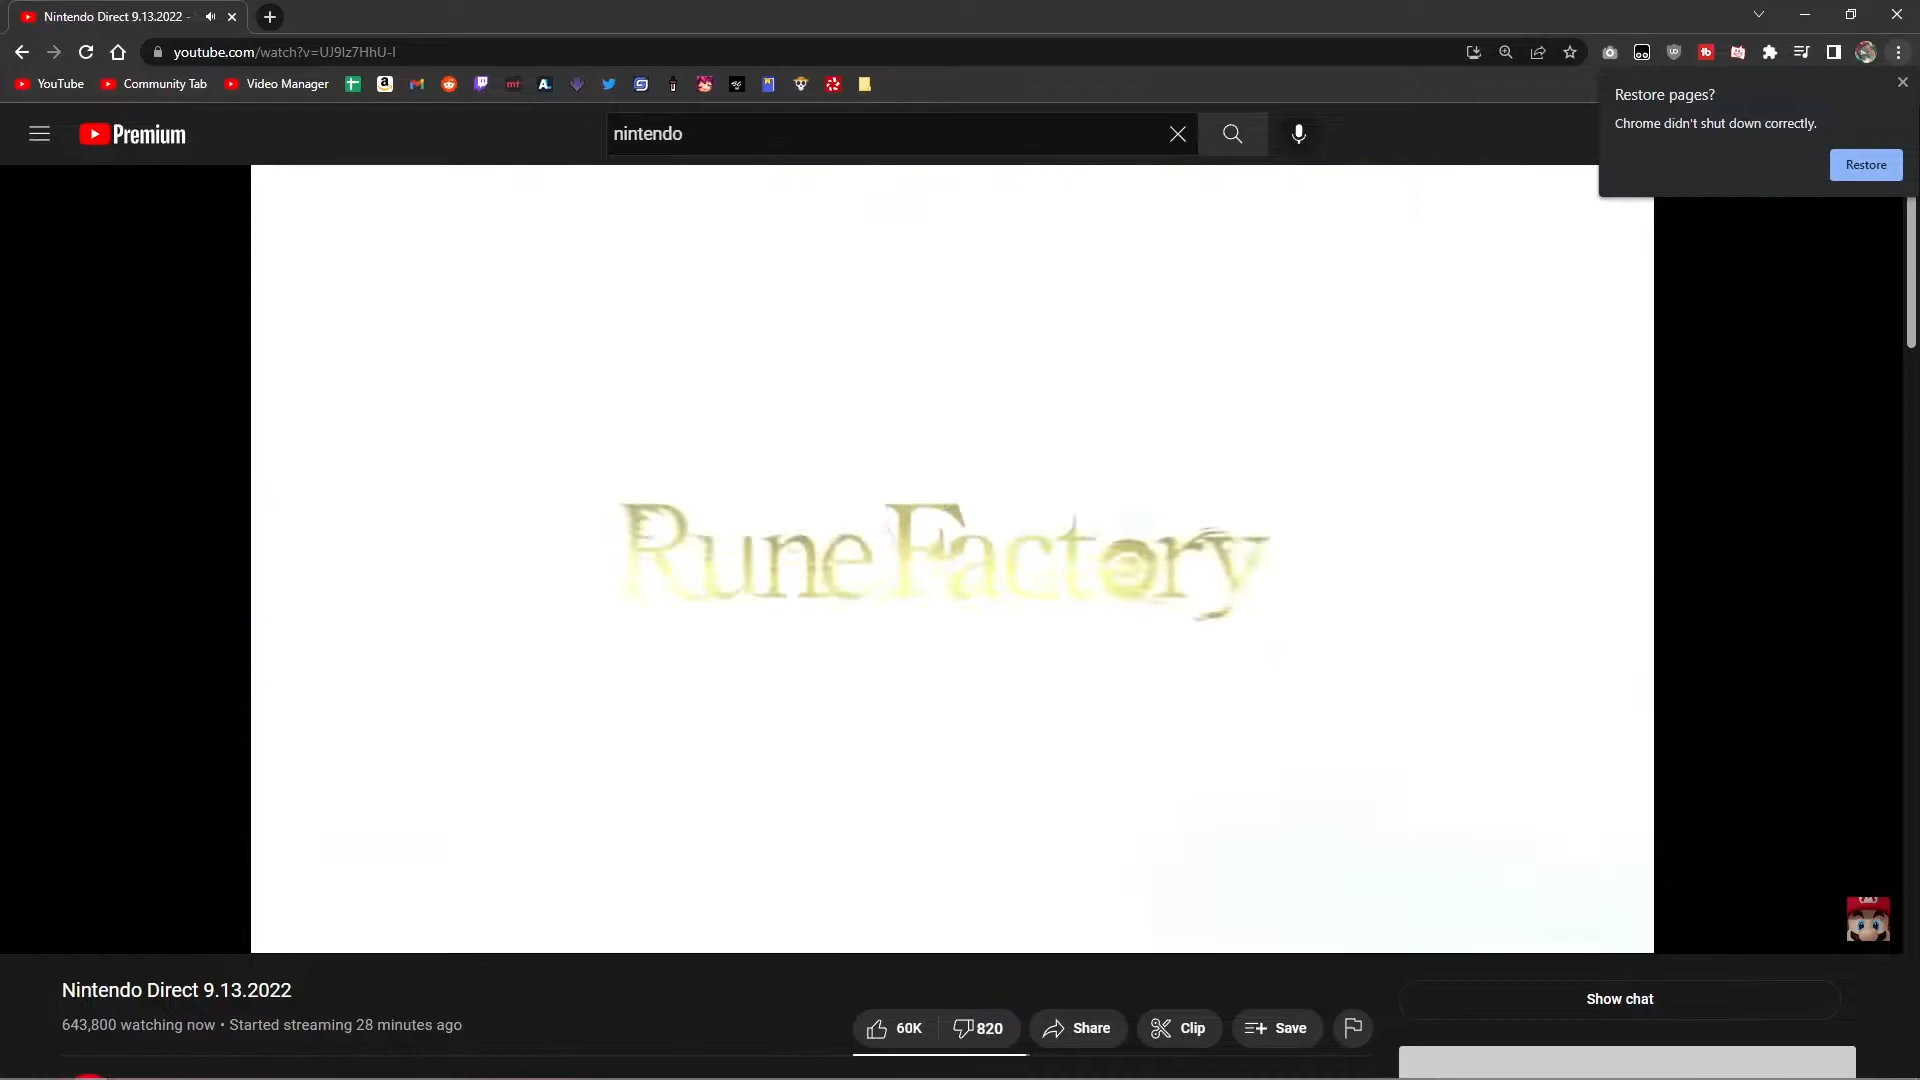 Nintendo Direct 9.13.2022 -
youtube.com/watch?v=UJ9Iz7HhU-I
YouTube
Community Tab
Video Manager
Restore pages?
Chrome didn't shut down correctly.
Restore
Premium
nintendo
Rune Factory
Nintendo Direct 9.13.2022
643,800 watching now • Started streaming 28 minutes ago
60K
820
Share
Clip
Save
Show chat